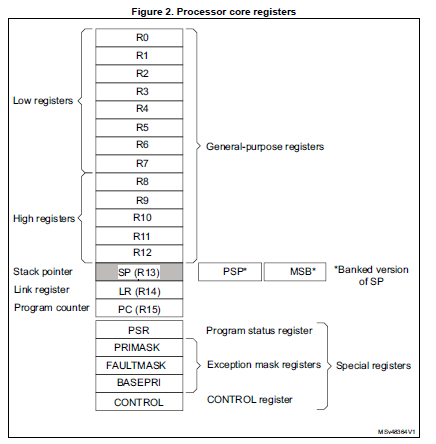 Figure 2. Processor core registers
R0
R1
R2
R3
Low registers
R4
R5
R6
General-purpose registers
R7
R8
R9
High registers
R10
R11
R12
Stack pointer SP (R13) PSP* MSB* *Banked version
of SP
Link register LR (R14)
Program counter PC (R15)
PSR Program status register
PRIMASK
FAULTMASK Exception mask registers Special registers
BASEPRI
CONTROL CONTROL register
MSv48364V1